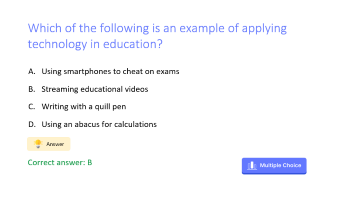 Which of the following is an example of applying
technology in education?
A. Using smartphones to cheat on exams
B. Streaming educational videos
C. Writing with a quill pen
D. Using an abacus for calculations
Answer
Correct answer: B
Multiple Choice